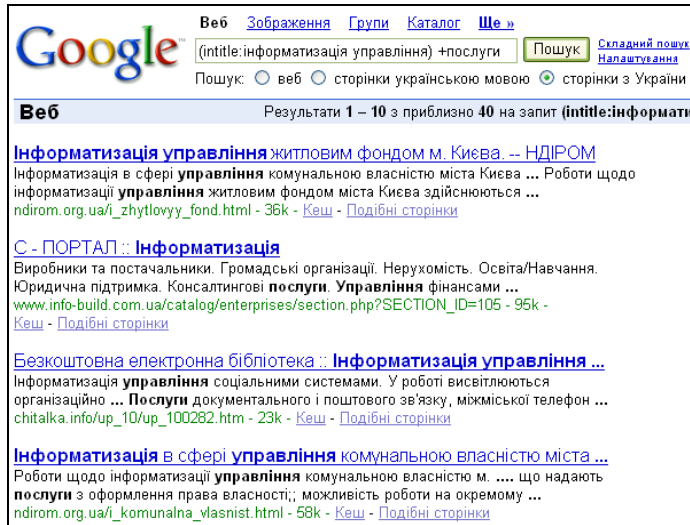 Google™
Веб Зображення Групи Каталог Ще »
(intitle:інформатизація управління) +послуги Пошук Складний пошук
Налаштування
Пошук: веб сторінки українською мовою сторінки з України
Веб Результати 1 – 10 з приблизно 40 на запит (intitle:інформати
Інформатизація управління житловим фондом м. Києва. -- НДІРОМ
Інформатизація в сфері управління комунальною власністю міста Києва ... Роботи щодо
інформатизації управління житловим фондом міста Києва здійснюються ...
ndirom.org.ua/i_zhytlovyy_fond.html - 36k - Кеш - Подібні сторінки
С - ПОРТАЛ :: Інформатизація
Виробники та постачальники. Громадські організації. Нерухомість. Освіта/Навчання.
Юридична підтримка. Консалтингові послуги. Управління фінансами ...
www.info-build.com.ua/catalog/enterprises/section.php?SECTION_ID=105 - 95k -
Кеш - Подібні сторінки
Безкоштовна електронна бібліотека :: Інформатизація управління ...
Інформатизація управління соціальними системами. У роботі висвітлюються
організаційно ... Послуги документального і поштового зв'язку, міжміської телефон ...
chitalka.info/up_10/up_100282.htm - 23k - Кеш - Подібні сторінки
Інформатизація в сфері управління комунальною власністю міста ...
Роботи щодо інформатизації управління комунальною власністю м. .... що надають
послуги з оформлення права власності;; можливість роботи на окремому ...
ndirom.org.ua/i_komunalna_vlasnist.html - 58k - Кеш - Подібні сторінки